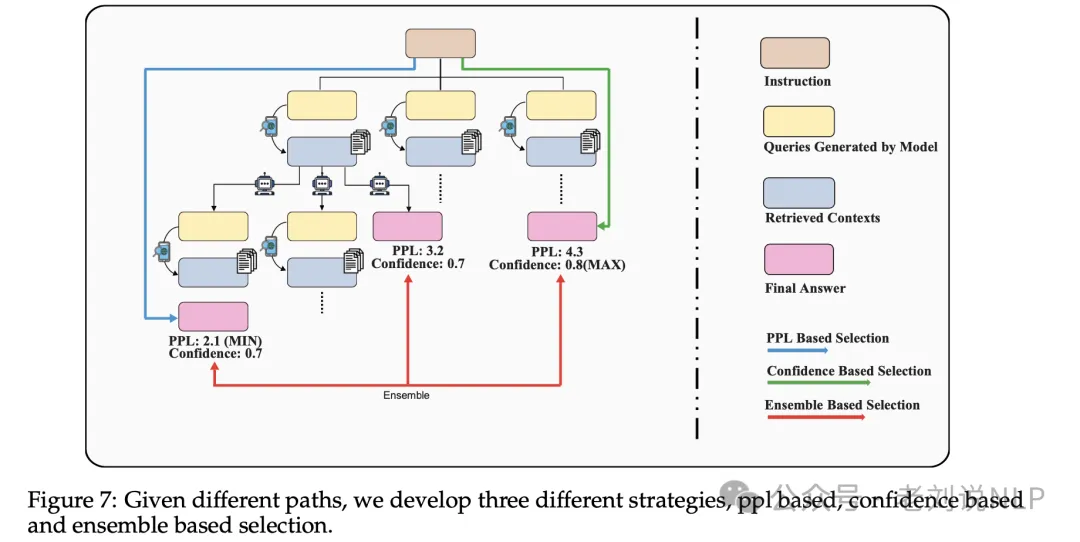 Instruction
Queries Generated by Model
Retrieved Contexts
PPL: 3.2
Confidence: 0.7
PPL: 4.3
Confidence: 0.8(MAX)
Final Answer
PPL: 2.1 (MIN)
Confidence: 0.7
PPL Based Selection
Confidence Based Selection
Ensemble
Ensemble Based Selection
Figure 7: Given different paths, we develop three different strategies, ppl based, confidence based
and ensemble based selection.
公众号 · 老刘说NLP